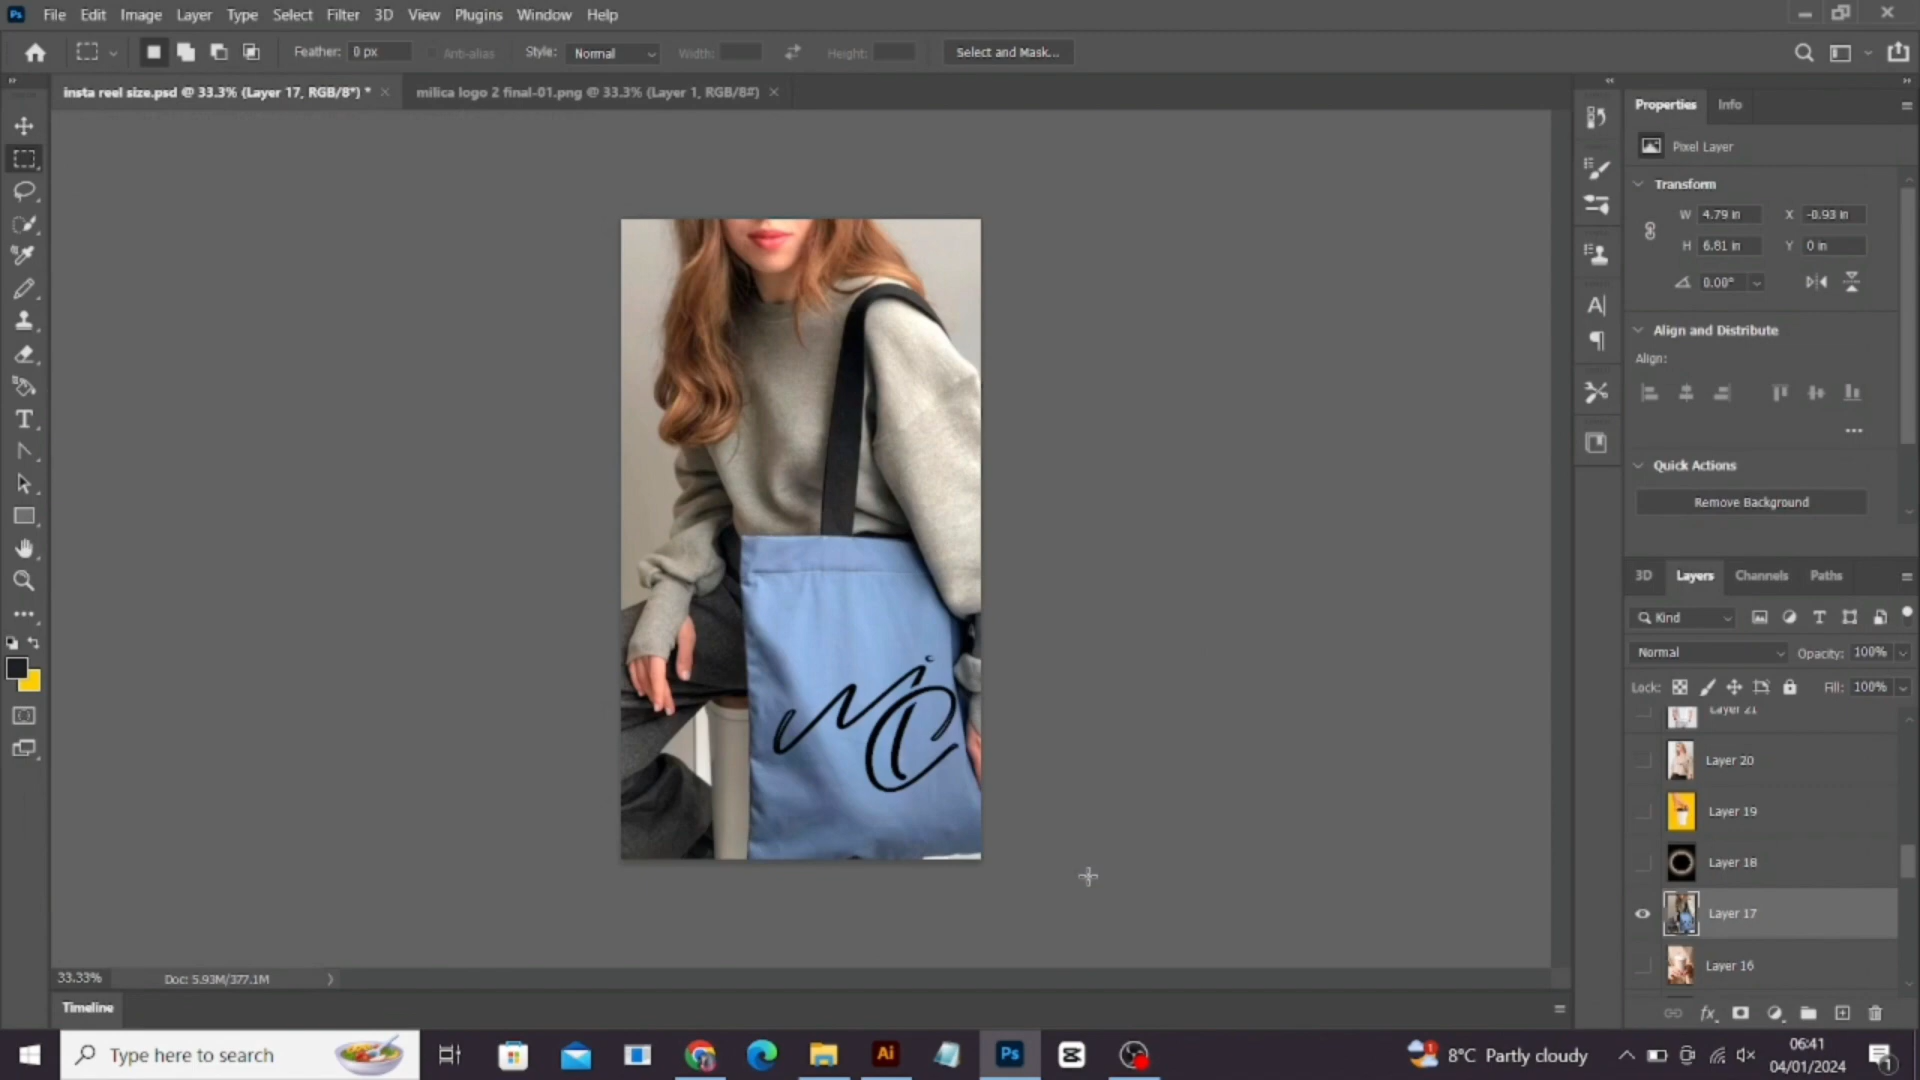 Ps File Edit Image Layer Type Select Filter 3D View Plugins Window Help
Feather: 0 px Anti-alias Style: Normal Width: Height: Select and Mask...
insta reel size.psd @ 33.3% (Layer 17, RGB/8*) * milica logo 2 final-01.png @ 33.3% (Layer 1, RGB/8#)
Properties Info
Pixel Layer
Transform
W 4.79 in X -0.93 in
H 6.81 in Y 0 in
0.00°
Align and Distribute
Align:
Quick Actions
Remove Background
3D Layers Channels Paths
Kind
Normal Opacity: 100%
Lock: Fill: 100%
Layer 21
Layer 20
Layer 19
Layer 18
Layer 17
Layer 16
33.33% Doc: 5.93M/377.1M
Timeline
Type here to search
Ai Ps
8°C Partly cloudy
06:41
04/01/2024